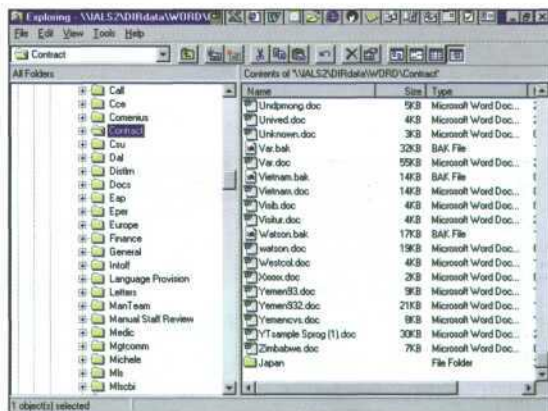 Exploring - \\IALS2\DIRdata\WORD\
File Edit View Tools Help
Contract
All Folders
Contents of '\\IALS2\DIRdata\WORD\Contract'
Call
Cce
Comenius
Contract
Csu
Dal
Distlrn
Docs
Eap
Eper
Europe
Finance
General
Intolf
Language Provision
Letters
ManTeam
Manual Staff Review
Medic
Mgtcomm
Michele
Mls
Mlscbi
Name Size Type
Undpmong.doc 5KB Microsoft Word Doc...
Unived.doc 4KB Microsoft Word Doc...
Unknown.doc 3KB Microsoft Word Doc...
Var.bak 32KB BAK File
Var.doc 55KB Microsoft Word Doc...
Vietnam.bak 14KB BAK File
Vietnam.doc 14KB Microsoft Word Doc...
Visib.doc 4KB Microsoft Word Doc...
Visitur.doc 4KB Microsoft Word Doc...
Watson.bak 17KB BAK File
watson.doc 19KB Microsoft Word Doc...
Westcol.doc 4KB Microsoft Word Doc...
Xxxxx.doc 2KB Microsoft Word Doc...
Yemen93.doc 9KB Microsoft Word Doc...
Yemen932.doc 21KB Microsoft Word Doc...
Yemencvs.doc 8KB Microsoft Word Doc...
YTsample Sprog (1).doc 30KB Microsoft Word Doc...
Zimbabwe.doc 7KB Microsoft Word Doc...
Japan File Folder
1 object(s) selected